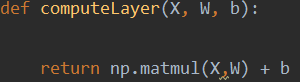 def computeLayer(X, W, b):
    return np.matmul(X,W) + b